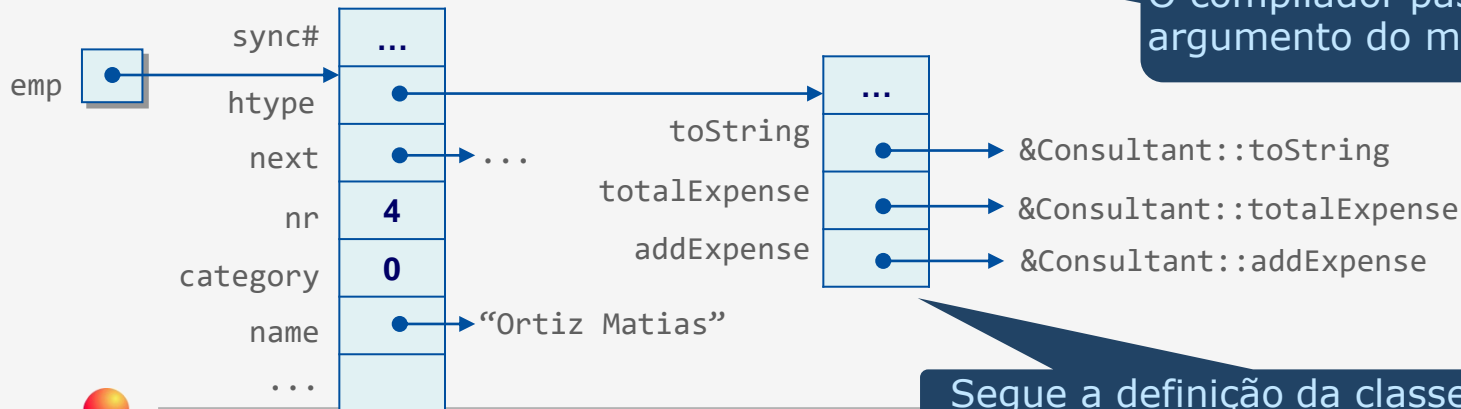 O compilador pas
argumento do m
sync# ...
emp
htype ...
next ...
toString &Consultant::toString
nr 4
totalExpense &Consultant::totalExpense
category 0
addExpense &Consultant::addExpense
name “Ortiz Matias”
...
Segue a definição da classe